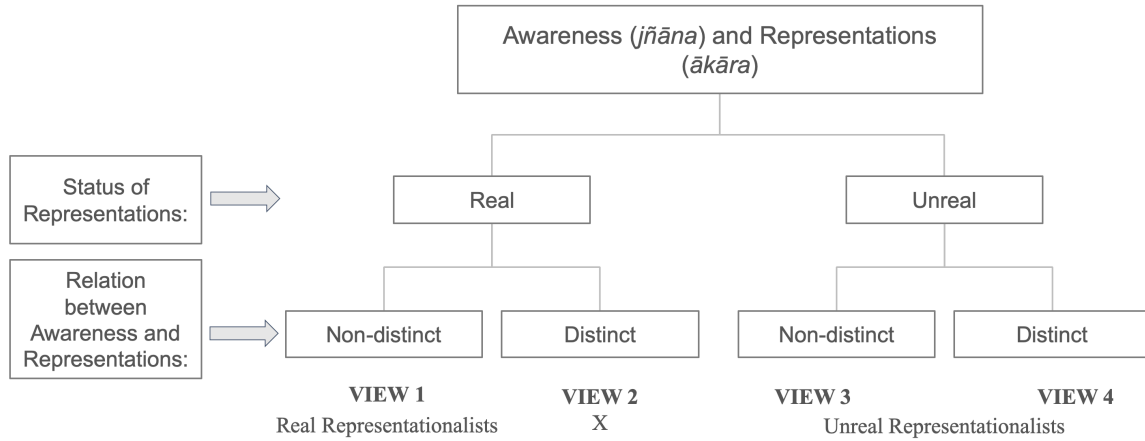 Awareness (jñāna) and Representations
(ākāra)
Status of
Representations:
Real
Unreal
Relation
between
Awareness and
Representations:
Non-distinct
Distinct
Non-distinct
Distinct
VIEW 1
VIEW 2
VIEW 3
VIEW 4
Real Representationalists
X
Unreal Representationalists